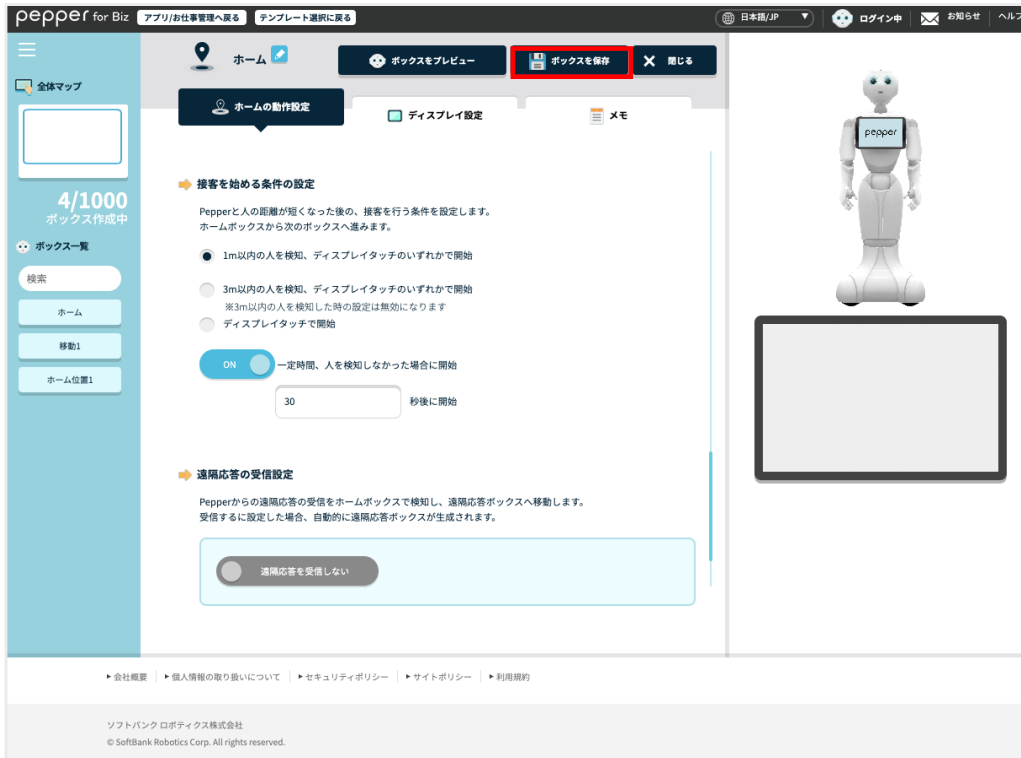 pepper for Biz
アプリ/お仕事管理へ戻る
テンプレート選択に戻る
日本語/JP ▼
ログイン中
お知らせ
ヘルプ
全体マップ
4/1000
ボックス作成中
ボックス一覧
検索
ホーム
移動1
ホーム位置1
ホーム
ボックスをプレビュー
ボックスを保存
閉じる
ホームの動作設定
ディスプレイ設定
メモ
接客を始める条件の設定
Pepperと人の距離が短くなった後の、接客を行う条件を設定します。
ホームボックスから次のボックスへ進みます。
1m以内の人を検知、ディスプレイタッチのいずれかで開始
3m以内の人を検知、ディスプレイタッチのいずれかで開始
※3m以内の人を検知した時の設定は無効になります
ディスプレイタッチで開始
ON
一定時間、人を検知しなかった場合に開始
30
秒後に開始
遠隔応答の受信設定
Pepperからの遠隔応答の受信をホームボックスで検知し、遠隔応答ボックスへ移動します。
受信するに設定した場合、自動的に遠隔応答ボックスが生成されます。
遠隔応答を受信しない
pepper
会社概要
個人情報の取り扱いについて
セキュリティポリシー
サイトポリシー
利用規約
ソフトバンク ロボティクス株式会社
© SoftBank Robotics Corp. All rights reserved.